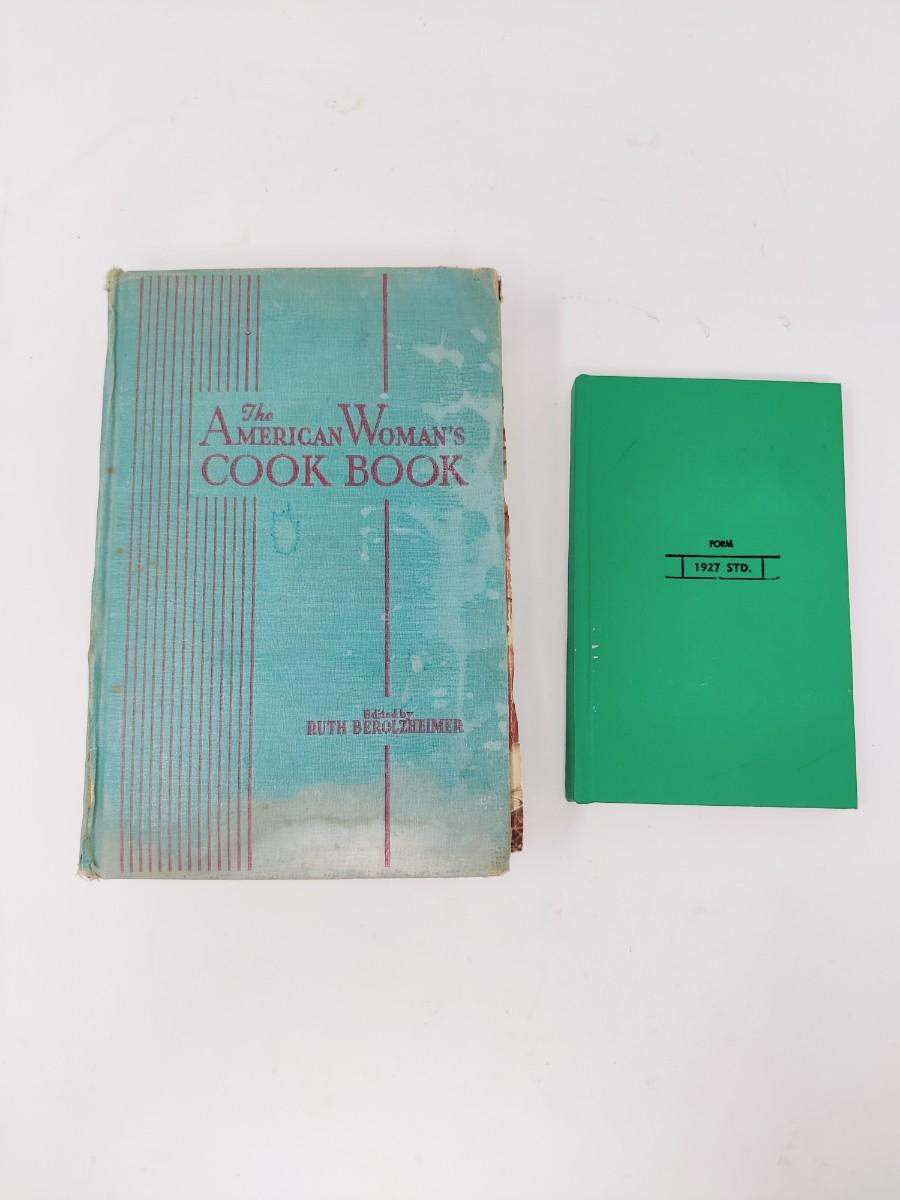 The
AMERICAN WOMAN'S
COOK BOOK
Edited by
RUTH BEROLZHEIMER
FORM
1927 STD.